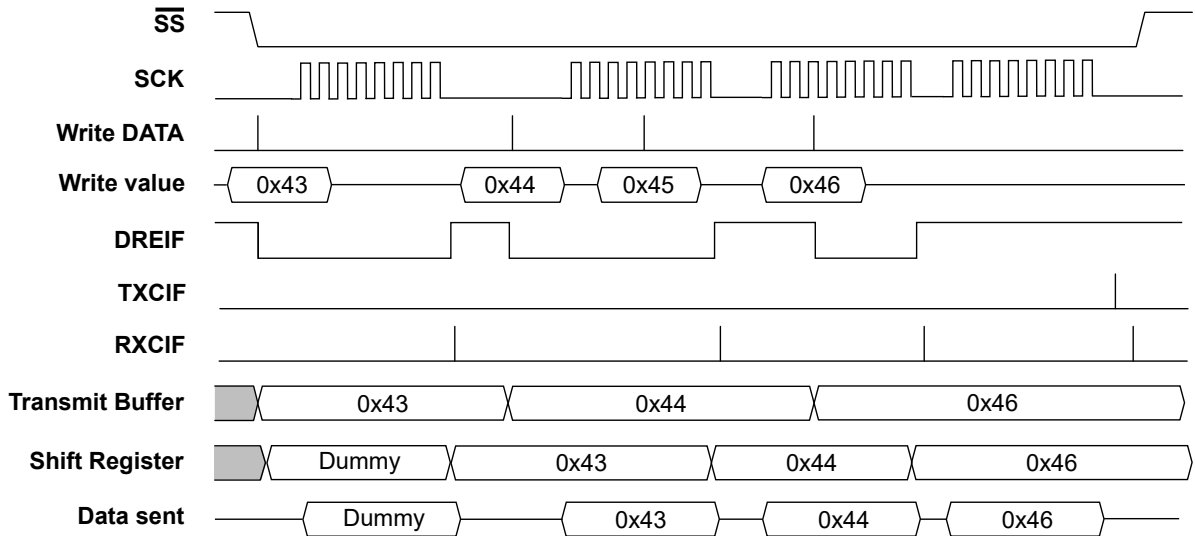 SS
SCK
Write DATA
Write value 0x43 0x44 0x45 0x46
DREIF
TXCIF
RXCIF
Transmit Buffer 0x43 0x44 0x46
Shift Register Dummy 0x43 0x44 0x46
Data sent Dummy 0x43 0x44 0x46